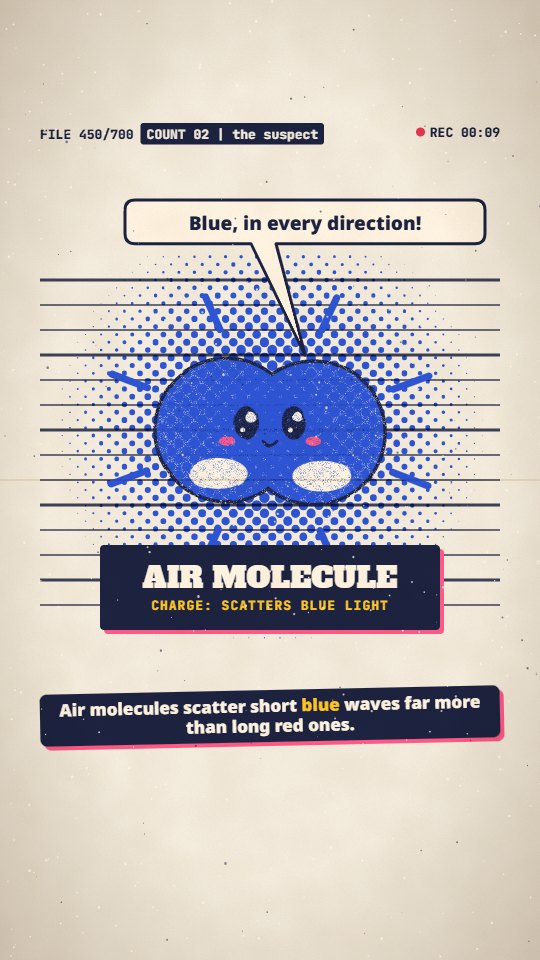 FILE 450/700 COUNT 02 | the suspect
REC 00:09
Blue, in every direction!
AIR MOLECULE
CHARGE: SCATTERS BLUE LIGHT
Air molecules scatter short blue waves far more
than long red ones.